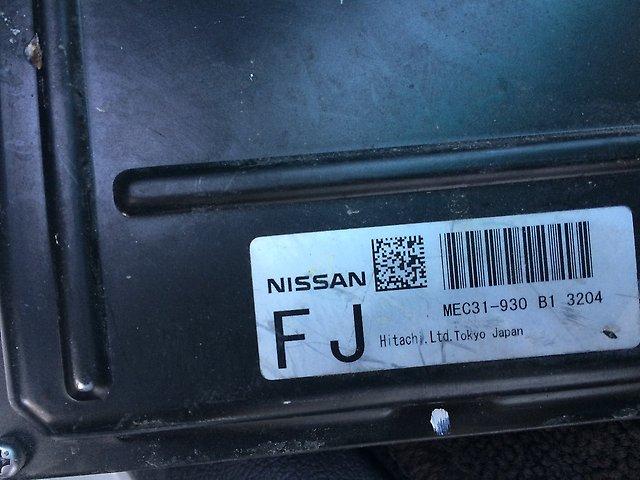 NISSAN
MEC31-930 B1 3204
FJ
Hitachi.Ltd.Tokyo Japan